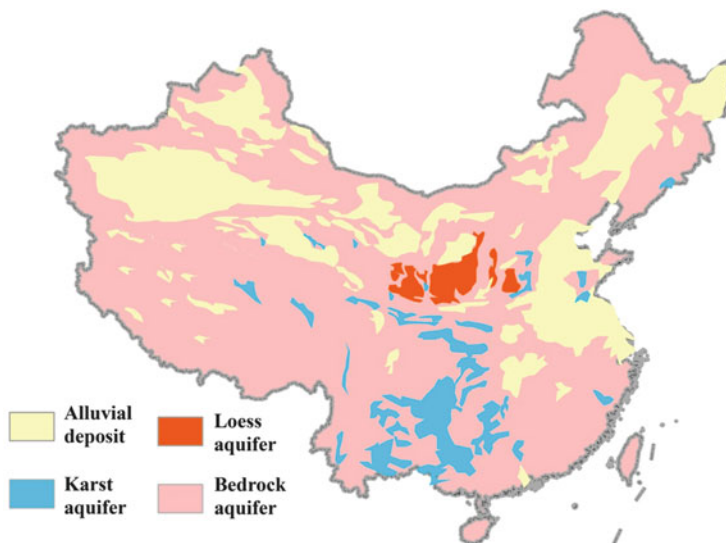 Alluvial
deposit
Loess
aquifer
Karst
aquifer
Bedrock
aquifer